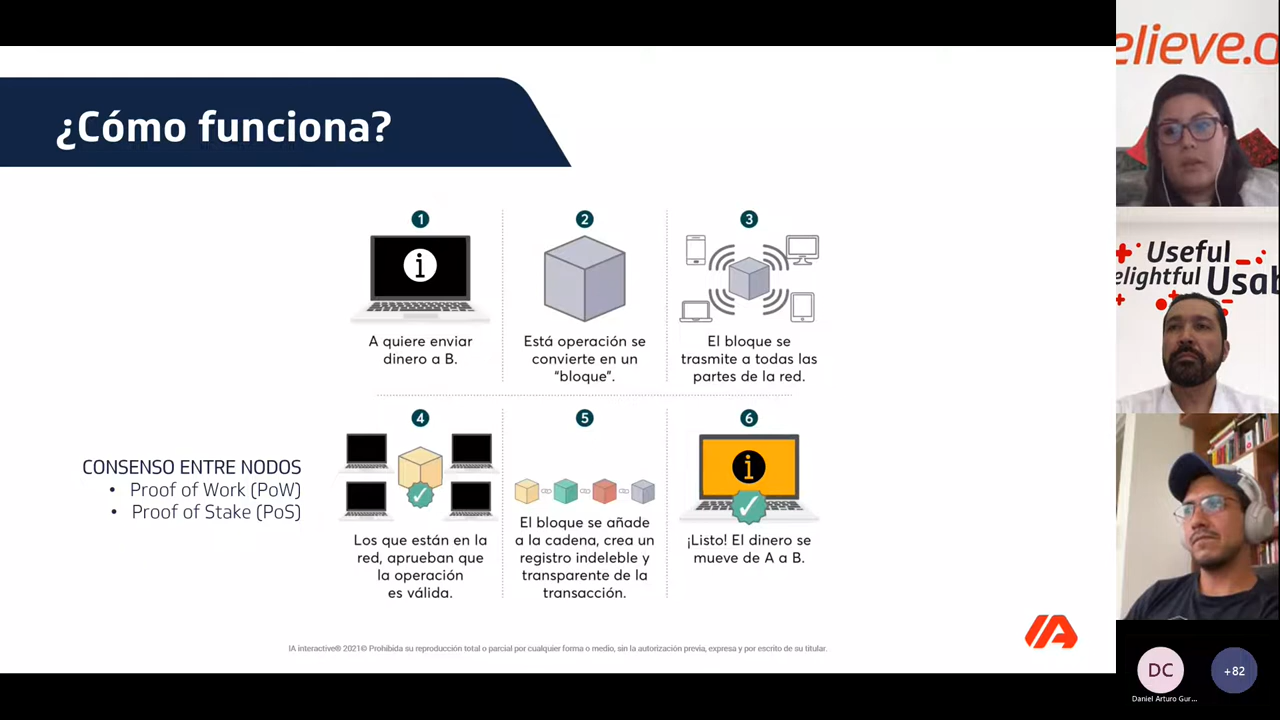 ¿Cómo funciona?
1
2
3
A quiere enviar
dinero a B.
Está operación se
convierte en un
"bloque".
El bloque se
trasmite a todas las
partes de la red.
4
5
6
CONSENSO ENTRE NODOS
• Proof of Work (PoW)
• Proof of Stake (PoS)
Los que están en la
red, aprueban que
la operación
es válida.
El bloque se añade
a la cadena, crea un
registro indeleble y
transparente de la
transacción.
¡Listo! El dinero se
mueve de A a B.
IA interactive® 2021© Prohibida su reproducción total o parcial por cualquier forma o medio, sin la autorización previa, expresa y por escrito de su titular.
IA
elieve.
Useful
elightful Usab
DC
+82
Daniel Arturo Gur...